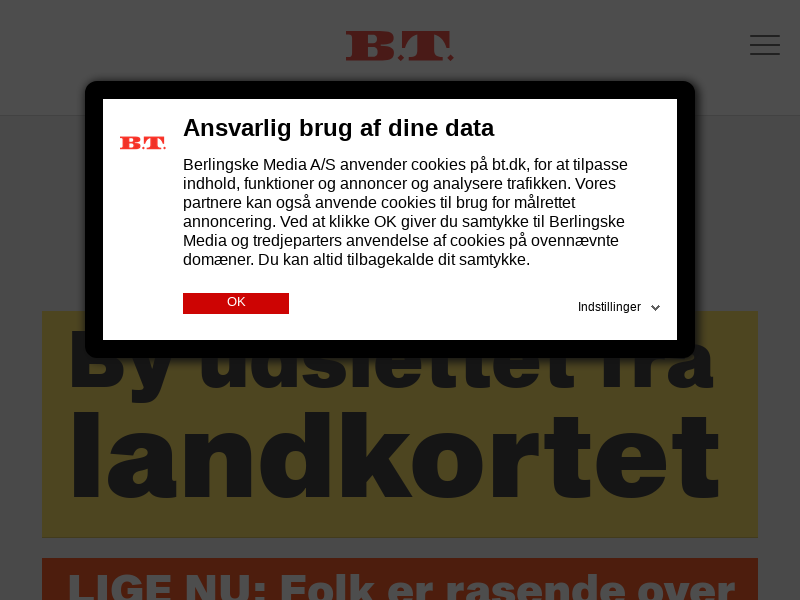 B.T.
B.T.
Ansvarlig brug af dine data
Berlingske Media A/S anvender cookies på bt.dk, for at tilpasse
indhold, funktioner og annoncer og analysere trafikken. Vores
partnere kan også anvende cookies til brug for målrettet
annoncering. Ved at klikke OK giver du samtykke til Berlingske
Media og tredjeparters anvendelse af cookies på ovennævnte
domæner. Du kan altid tilbagekalde dit samtykke.
OK
Indstillinger
By udslettet fra
landkortet
LIGE NU: Folk er rasende over